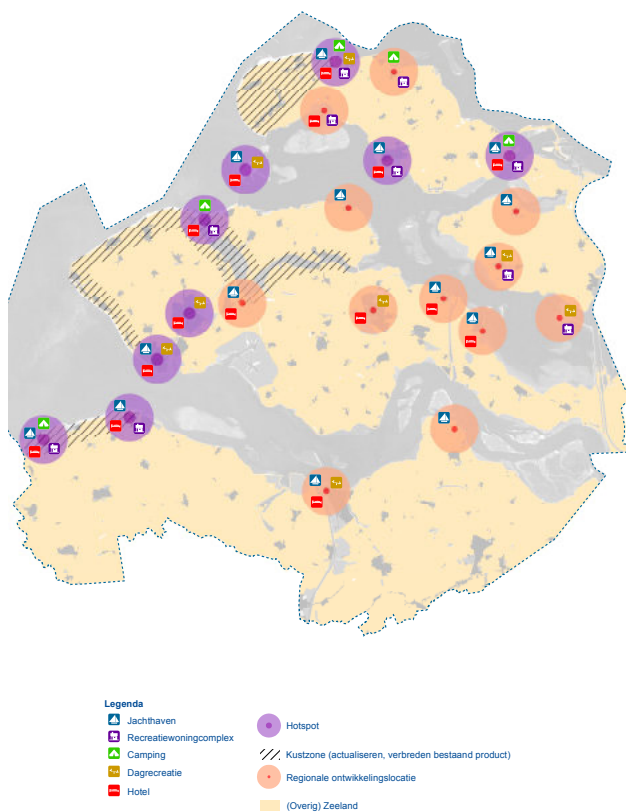 Legenda
Jachthaven
Recreatiewoningcomplex
Camping
Dagrecreatie
Hotel
Hotspot
Kustzone (actualiseren, verbreden bestaand product)
Regionale ontwikkelingslocatie
(Overig) Zeeland